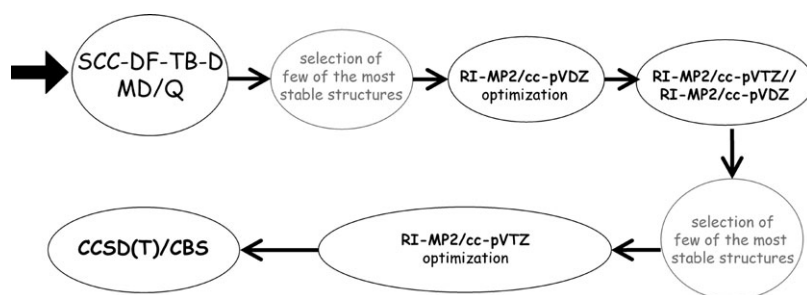 SCC-DF-TB-D
MD/Q
selection of
few of the most
stable structures
RI-MP2/cc-pVDZ
optimization
RI-MP2/cc-pVTZ//
RI-MP2/cc-pVDZ
selection of
few of the most
stable structures
RI-MP2/cc-pVTZ
optimization
CCSD(T)/CBS